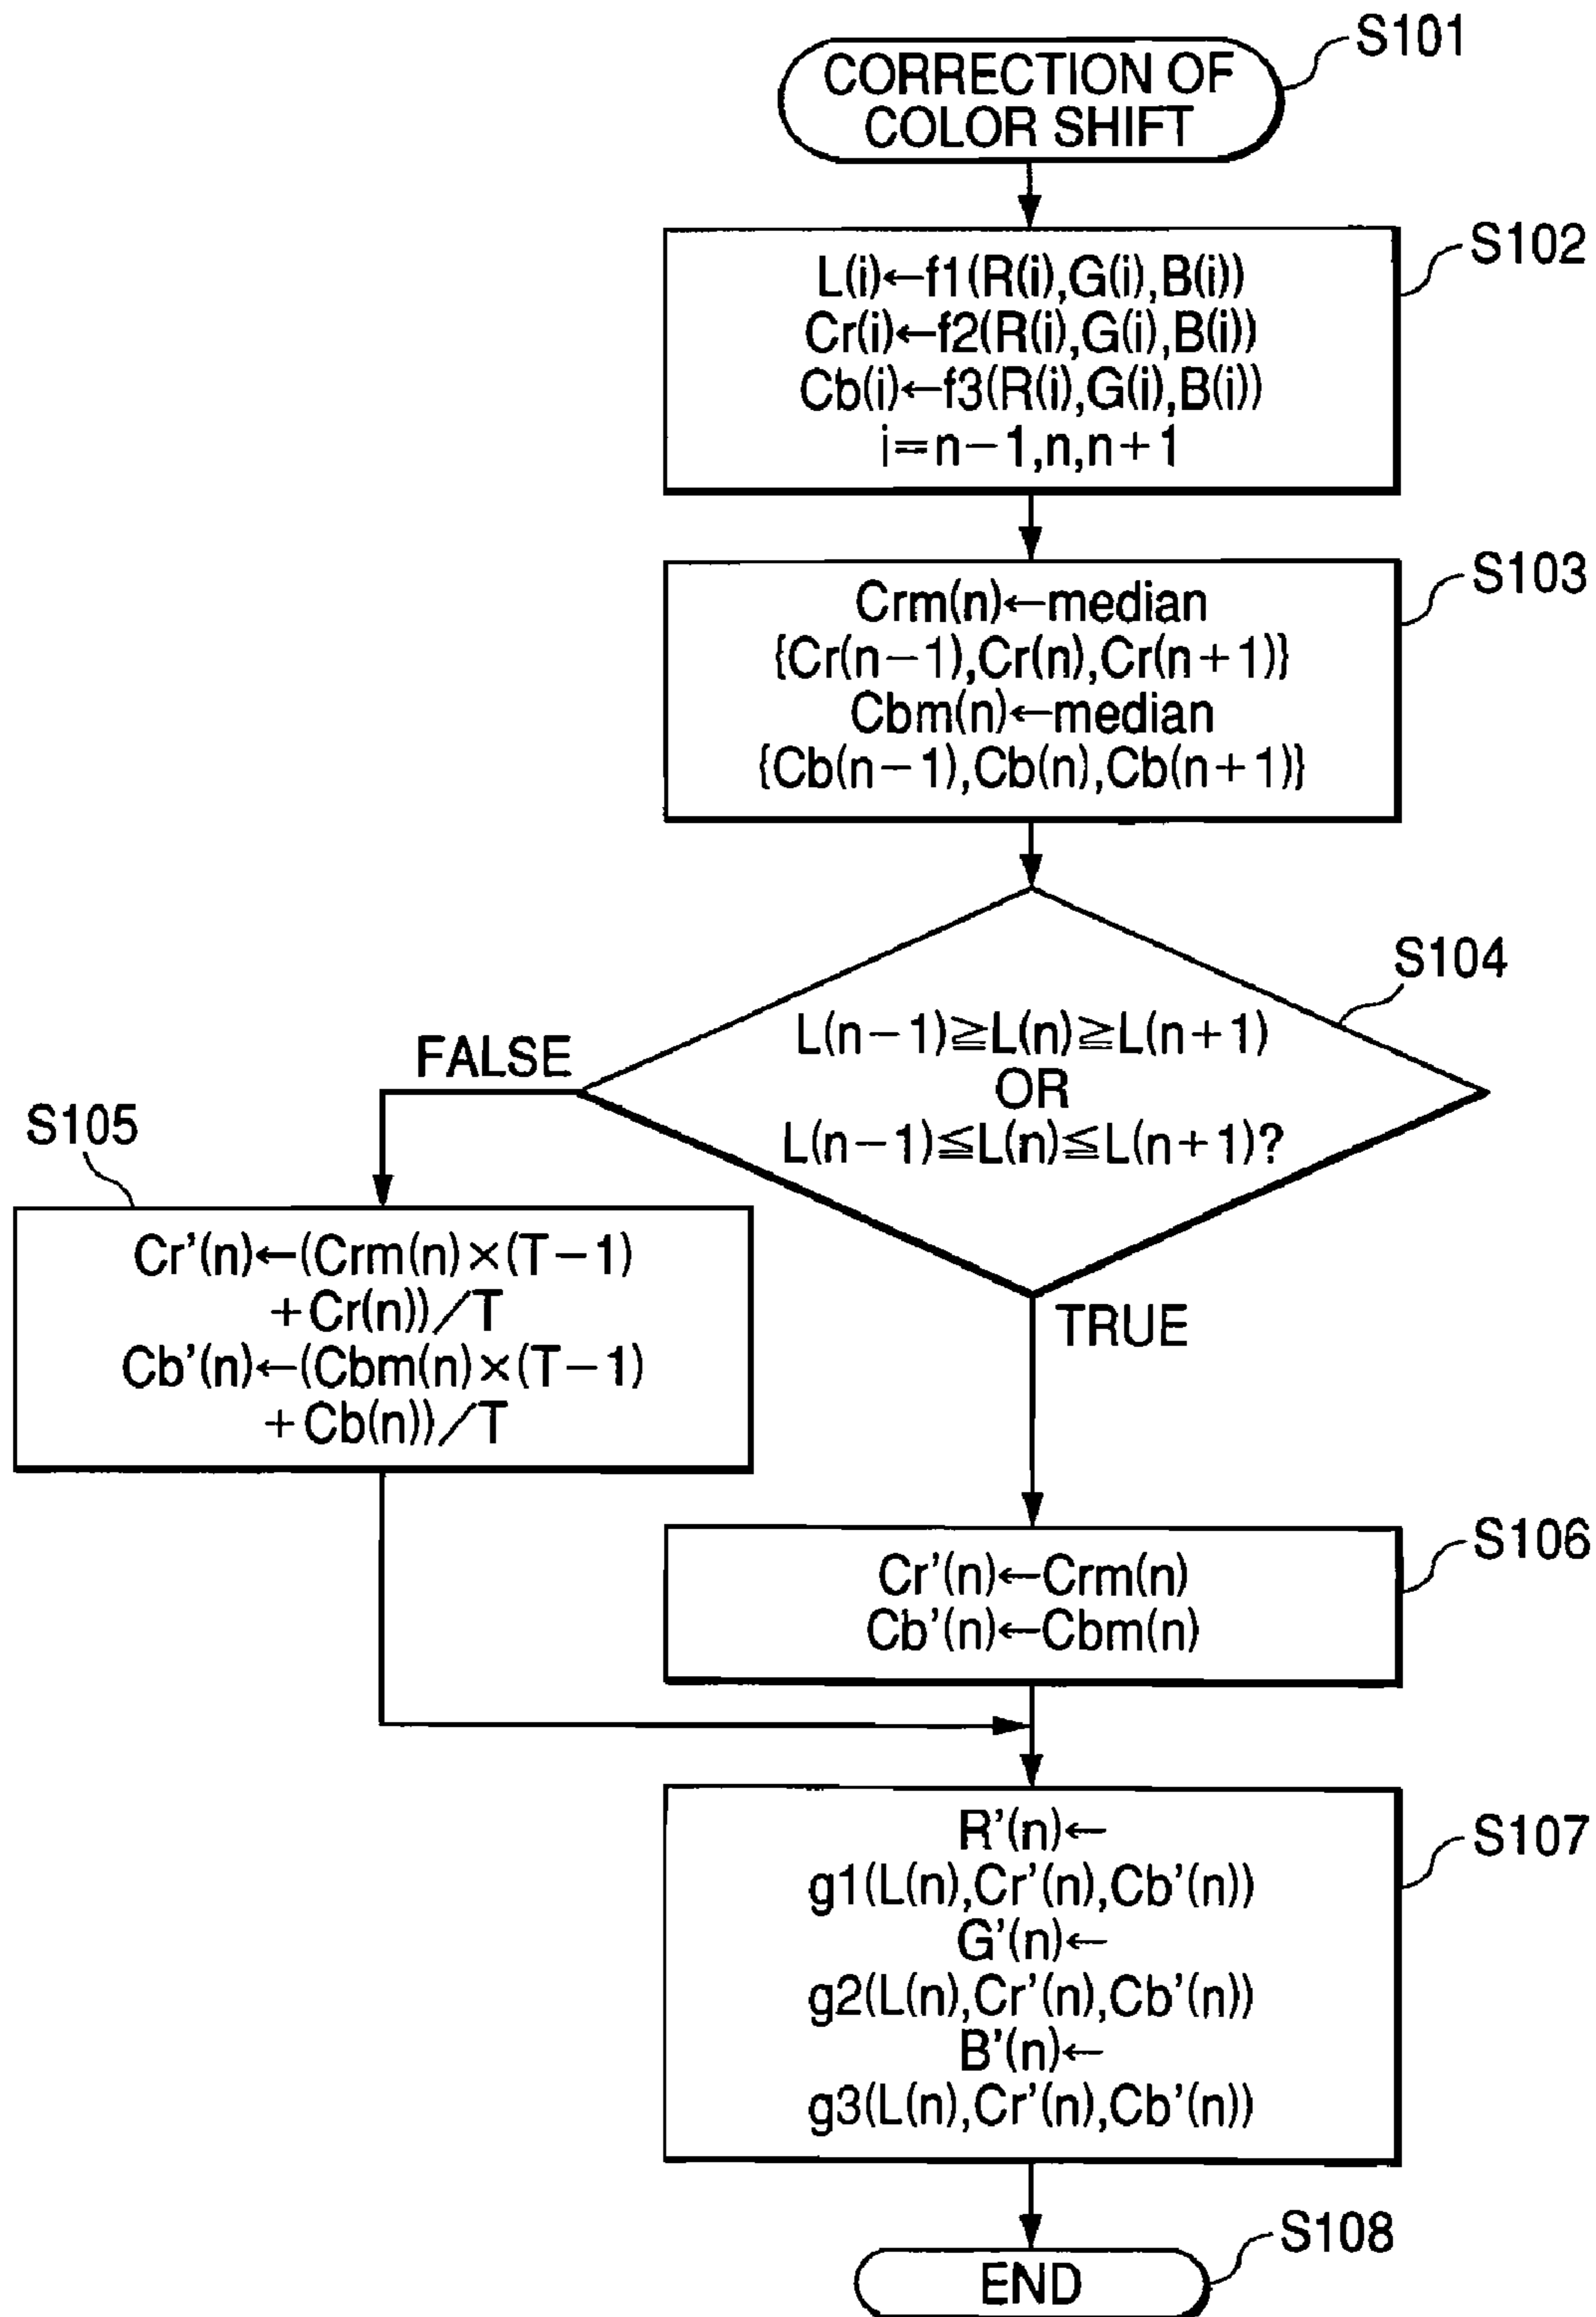 S101
CORRECTION OF
COLOR SHIFT
S102
L(i)←f1(R(i),G(i),B(i))
Cr(i)←f2(R(i),G(i),B(i))
Cb(i)←f3(R(i),G(i),B(i))
i=n-1,n,n+1
S103
Crm(n)←median
{Cr(n-1),Cr(n),Cr(n+1)}
Cbm(n)←median
{Cb(n-1),Cb(n),Cb(n+1)}
S104
L(n-1)≧L(n)≧L(n+1)
OR
L(n-1)≦L(n)≦L(n+1)?
FALSE
TRUE
S105
Cr'(n)←(Crm(n)×(T-1)
+Cr(n))/T
Cb'(n)←(Cbm(n)×(T-1)
+Cb(n))/T
S106
Cr'(n)←Crm(n)
Cb'(n)←Cbm(n)
S107
R'(n)←
g1(L(n),Cr'(n),Cb'(n))
G'(n)←
g2(L(n),Cr'(n),Cb'(n))
B'(n)←
g3(L(n),Cr'(n),Cb'(n))
S108
END